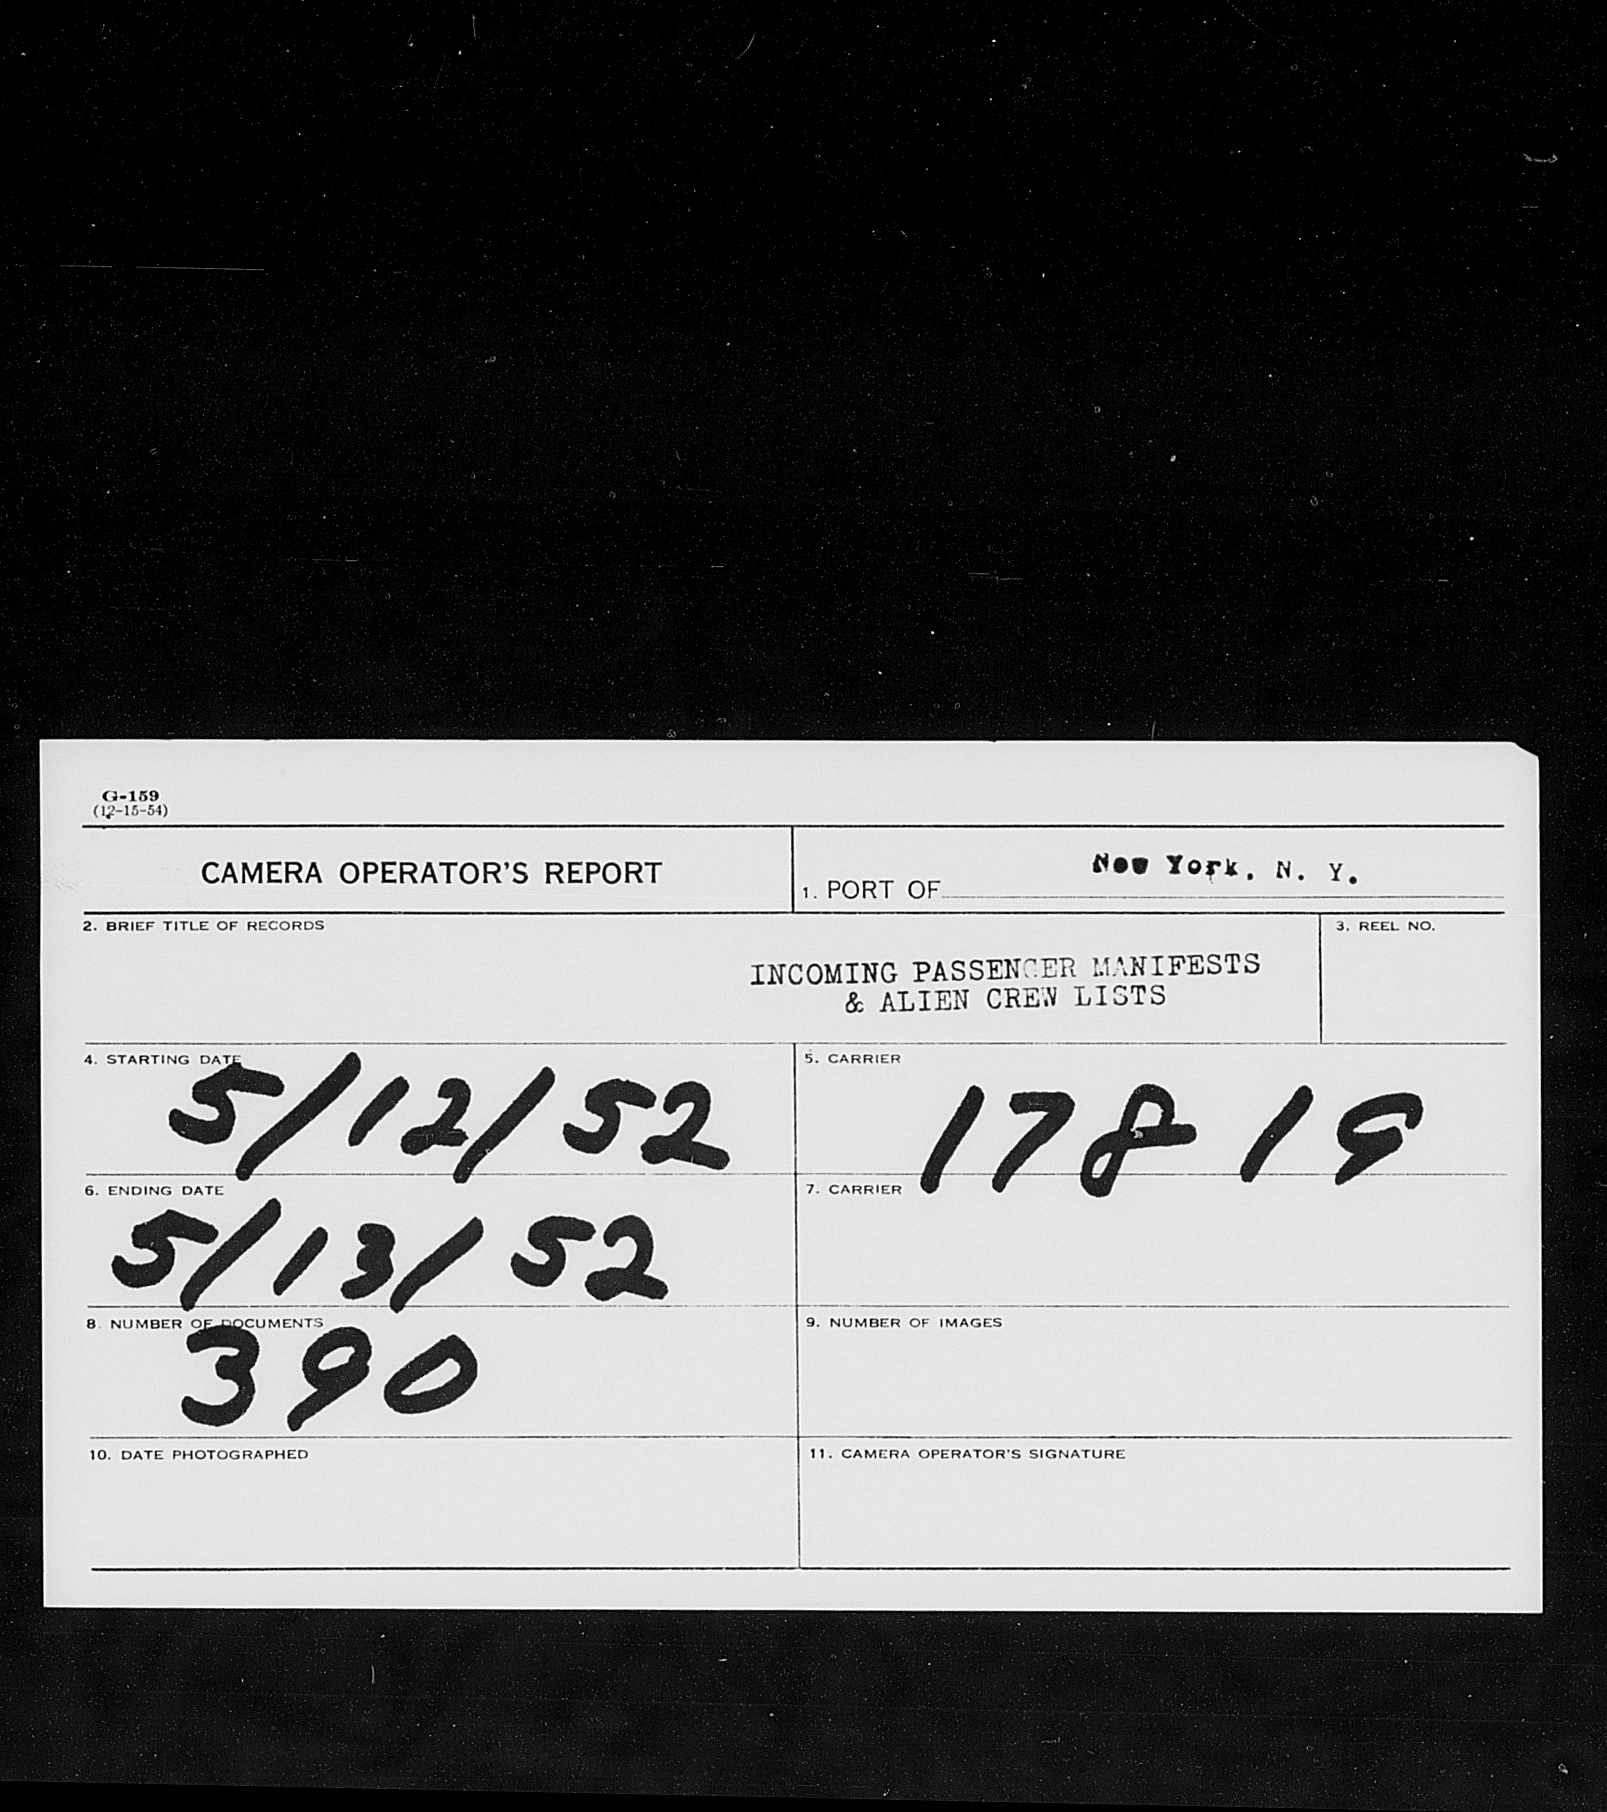 G-159
(12-15-54)
CAMERA OPERATOR'S REPORT
1. PORT OF New York, N. Y.
2. BRIEF TITLE OF RECORDS
3. REEL NO.
INCOMING PASSENGER MANIFESTS
& ALIEN CREW LISTS
4. STARTING DATE
5/12/52
5. CARRIER
17819
6. ENDING DATE
5/13/52
7. CARRIER
8. NUMBER OF DOCUMENTS
390
9. NUMBER OF IMAGES
10. DATE PHOTOGRAPHED
11. CAMERA OPERATOR'S SIGNATURE